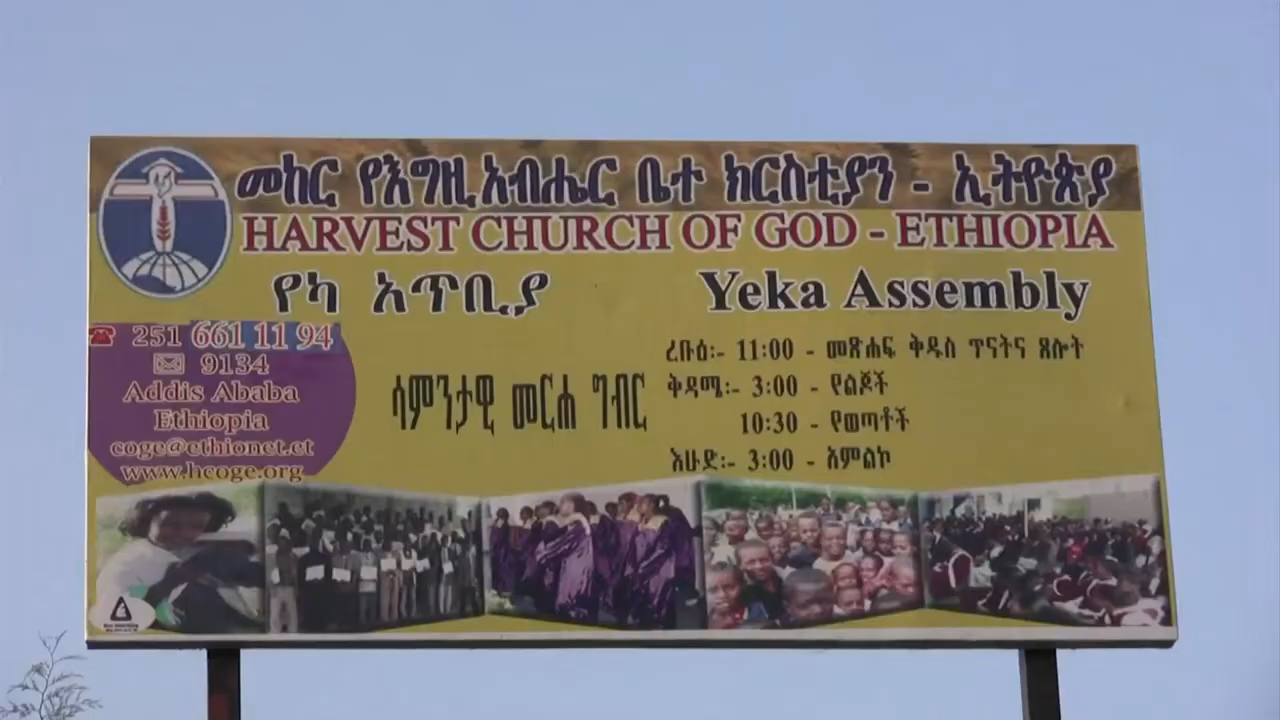 መከር የእግዚአብሔር ቤተ ክርስቲያን - ኢትዮጵያ
HARVEST CHURCH OF GOD - ETHIOPIA
የካ አጥቢያ
Yeka Assembly
251 661 11 94
9134
Addis Ababa
Ethiopia
coge@ethionet.et
www.hcoge.org
ሳምንታዊ መርሐ ግብር
ረቡዕ፡- 11:00 - መጽሐፍ ቅዱስ ጥናትና ጸሎት
ቅዳሜ፡- 3:00 - የልጆች
10:30 - የወጣቶች
እሁድ፡- 3:00 - አምልኮ